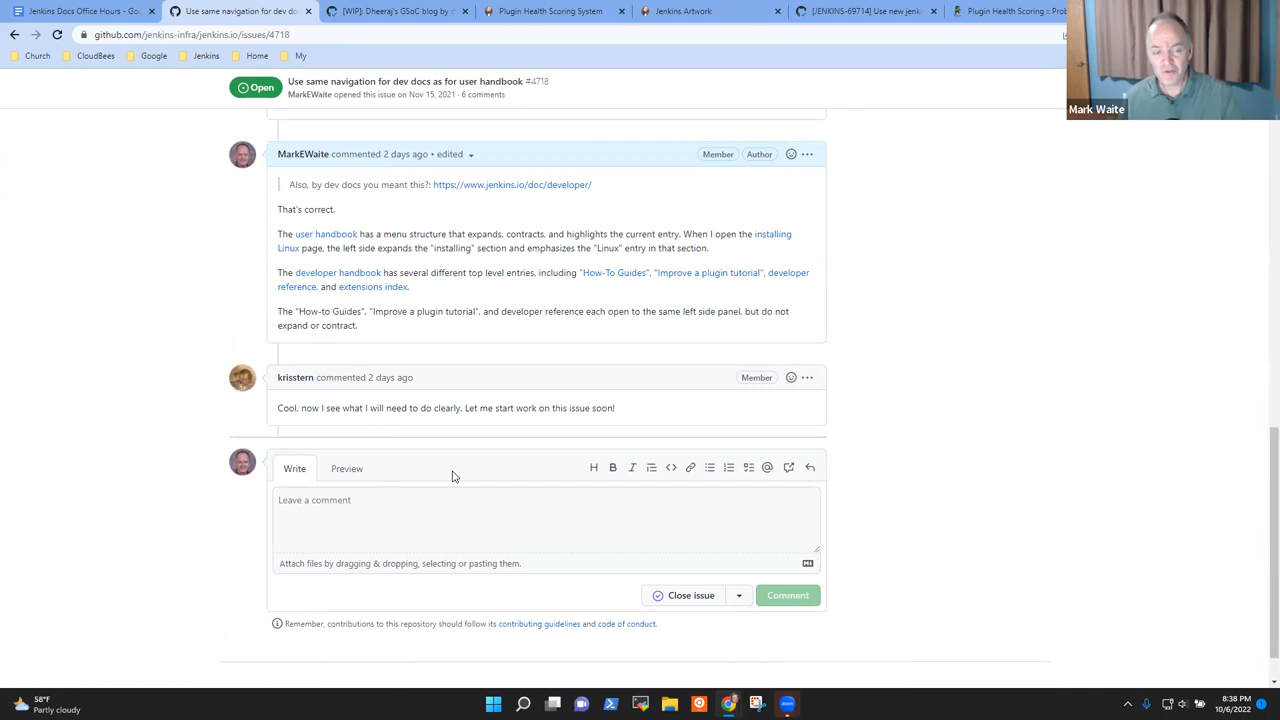 Jenkins Docs Office Hours - Goo
Use same navigation for dev doc
[WIP]: Dheeraj's GSoC blog by d
Plugin Health Scoring System
Jenkins Artwork
[JENKINS-69714] Use new jenk
Plugin Health Scoring :: Prob
github.com/jenkins-infra/jenkins.io/issues/4718
Church
CloudBees
Google
Jenkins
Home
My
Mark Waite
Open
Use same navigation for dev docs as for user handbook #4718
MarkEWaite opened this issue on Nov 15, 2021 · 6 comments
MarkEWaite commented 2 days ago • edited
Member
Author
Also, by dev docs you meant this?: https://www.jenkins.io/doc/developer/
That's correct.
The user handbook has a menu structure that expands, contracts, and highlights the current entry. When I open the installing
Linux page, the left side expands the "installing" section and emphasizes the "Linux" entry in that section.
The developer handbook has several different top level entries, including "How-To Guides", "Improve a plugin tutorial", developer
reference, and extensions index.
The "How-to Guides", "Improve a plugin tutorial", and developer reference each open to the same left side panel, but do not
expand or contract.
krisstern commented 2 days ago
Member
Cool, now I see what I will need to do clearly. Let me start work on this issue soon!
Write
Preview
Leave a comment
Attach files by dragging & dropping, selecting or pasting them.
Close issue
Comment
Remember, contributions to this repository should follow its contributing guidelines and code of conduct.
58°F
Partly cloudy
8:38 PM
10/6/2022